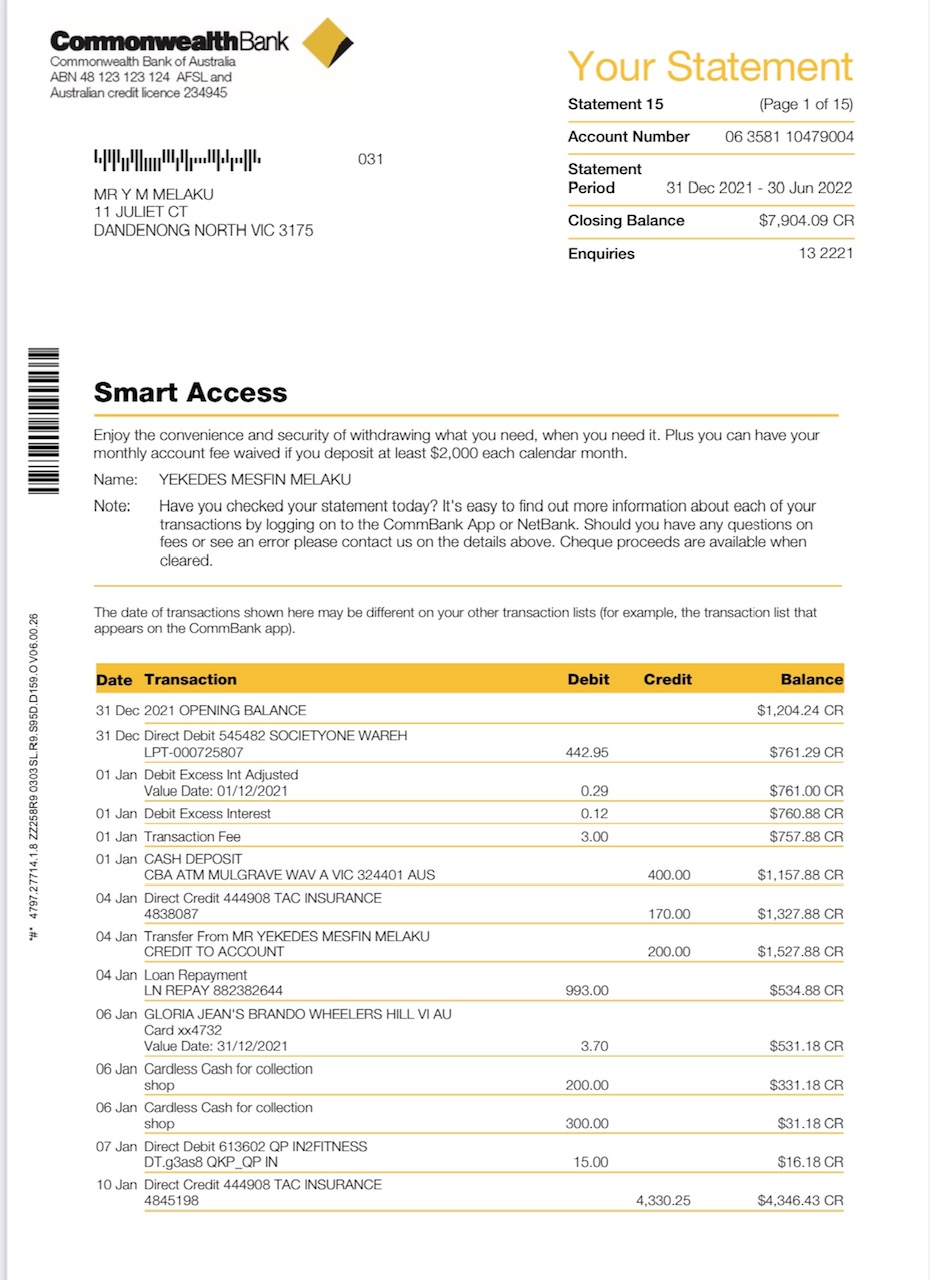 CommonwealthBank
Commonwealth Bank of Australia
ABN 48 123 123 124 AFSL and
Australian credit licence 234945
Your Statement
Statement 15 (Page 1 of 15)
Account Number 06 3581 10479004
Statement
Period 31 Dec 2021 - 30 Jun 2022
Closing Balance $7,904.09 CR
Enquiries 13 2221
031
MR Y M MELAKU
11 JULIET CT
DANDENONG NORTH VIC 3175
Smart Access
Enjoy the convenience and security of withdrawing what you need, when you need it. Plus you can have your
monthly account fee waived if you deposit at least $2,000 each calendar month.
Name: YEKEDES MESFIN MELAKU
Note: Have you checked your statement today? It's easy to find out more information about each of your
transactions by logging on to the CommBank App or NetBank. Should you have any questions on
fees or see an error please contact us on the details above. Cheque proceeds are available when
cleared.
The date of transactions shown here may be different on your other transaction lists (for example, the transaction list that
appears on the CommBank app).
*#* 4797.27714.1.8 ZZ258R9 0303 SL.R9.S95D.D159.O V06.00.26
Date Transaction Debit Credit Balance
31 Dec 2021 OPENING BALANCE $1,204.24 CR
31 Dec Direct Debit 545482 SOCIETYONE WAREH
LPT-000725807 442.95 $761.29 CR
01 Jan Debit Excess Int Adjusted
Value Date: 01/12/2021 0.29 $761.00 CR
01 Jan Debit Excess Interest 0.12 $760.88 CR
01 Jan Transaction Fee 3.00 $757.88 CR
01 Jan CASH DEPOSIT
CBA ATM MULGRAVE WAV A VIC 324401 AUS 400.00 $1,157.88 CR
04 Jan Direct Credit 444908 TAC INSURANCE
4838087 170.00 $1,327.88 CR
04 Jan Transfer From MR YEKEDES MESFIN MELAKU
CREDIT TO ACCOUNT 200.00 $1,527.88 CR
04 Jan Loan Repayment
LN REPAY 882382644 993.00 $534.88 CR
06 Jan GLORIA JEAN'S BRANDO WHEELERS HILL VI AU
Card xx4732
Value Date: 31/12/2021 3.70 $531.18 CR
06 Jan Cardless Cash for collection
shop 200.00 $331.18 CR
06 Jan Cardless Cash for collection
shop 300.00 $31.18 CR
07 Jan Direct Debit 613602 QP IN2FITNESS
DT.g3as8 QKP_QP IN 15.00 $16.18 CR
10 Jan Direct Credit 444908 TAC INSURANCE
4845198 4,330.25 $4,346.43 CR